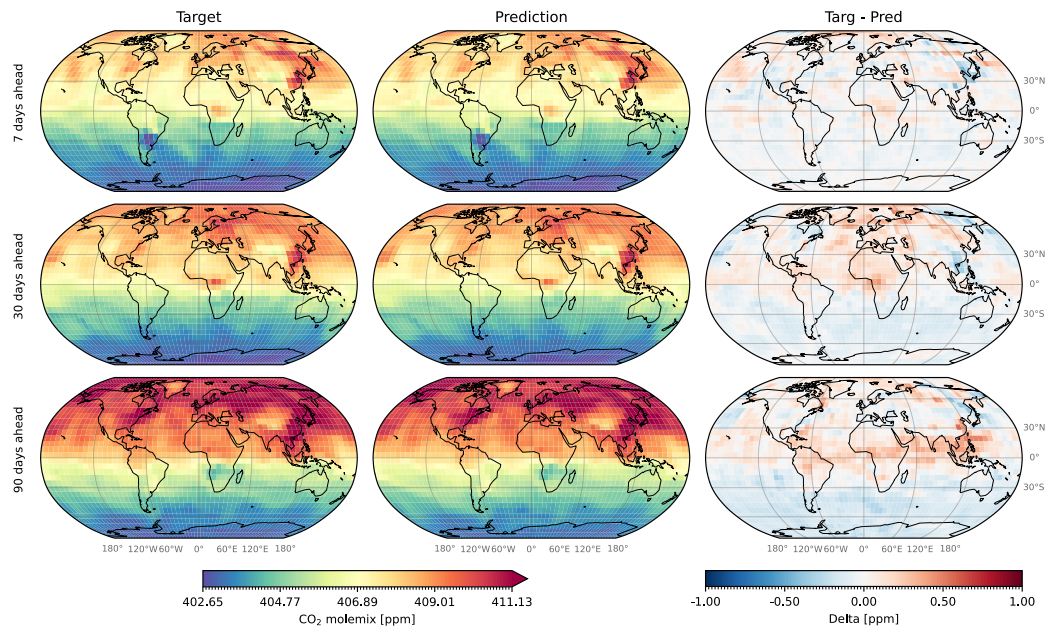 Target Prediction Targ - Pred
7 days ahead
30°N
0°
30°S
30 days ahead
30°N
0°
30°S
90 days ahead
30°N
0°
30°S
180° 120°W60°W 0° 60°E 120°E 180° 180° 120°W60°W 0° 60°E 120°E 180° 180° 120°W60°W 0° 60°E 120°E 180°
402.65 404.77 406.89 409.01 411.13 -1.00 -0.50 0.00 0.50 1.00
CO₂ molemix [ppm] Delta [ppm]